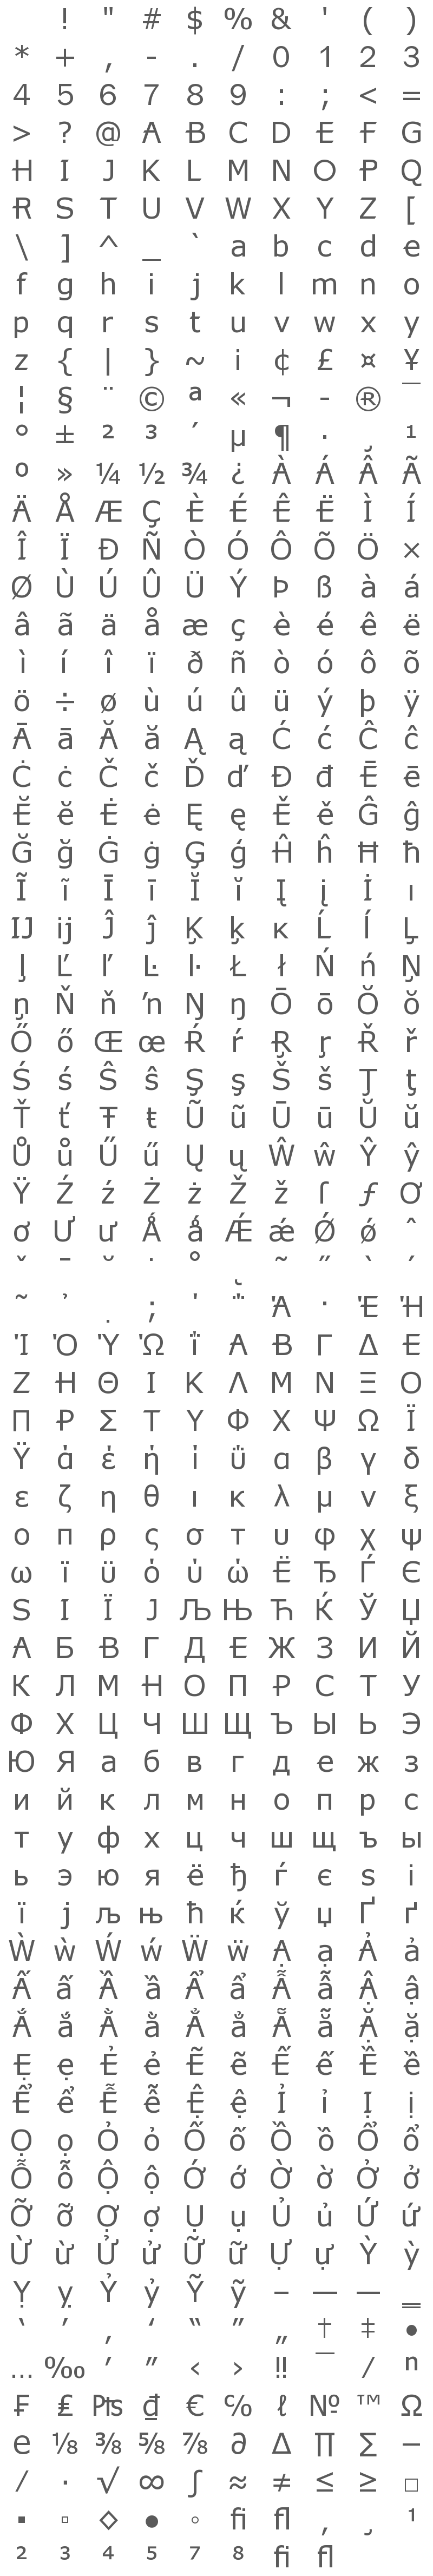 ! " # $ % & ' ( )
* + , - . / 0 1 2 3
4 5 6 7 8 9 : ; < =
> ? @ A B C D E F G
H I J K L M N O P Q
R S T U V W X Y Z [
\ ] ^ _ ` a b c d e
f g h i j k l m n o
p q r s t u v w x y
z { | } ~ ¡ ¢ £ ¤ ¥
¦ § ¨ © ª « ¬ - ® ¯
° ± ² ³ ´ µ ¶ · ¸ ¹
º » ¼ ½ ¾ ¿ À Á Â Ã
Ä Å Æ Ç È É Ê Ë Ì Í
Î Ï Ð Ñ Ò Ó Ô Õ Ö ×
Ø Ù Ú Û Ü Ý Þ ß à á
â ã ä å æ ç è é ê ë
ì í î ï ð ñ ò ó ô õ
ö ÷ ø ù ú û ü ý þ ÿ
Ā ā Ă ă Ą ą Ć ć Ĉ ĉ
Ċ ċ Č č Ď ď Đ đ Ē ē
Ĕ ĕ Ė ė Ę ę Ě ě Ĝ ĝ
Ğ ğ Ġ ġ Ģ ģ Ĥ ĥ Ħ ħ
Ĩ ĩ Ī ī Ĭ ĭ Į į İ ı
Ĳ ĳ Ĵ ĵ Ķ ķ ĸ Ĺ ĺ Ļ
ļ Ľ ľ Ŀ ŀ Ł ł Ń ń Ņ
ņ Ň ň ŉ Ŋ ŋ Ō ō Ŏ ŏ
Ő ő Œ œ Ŕ ŕ Ŗ ŗ Ř ř
Ś ś Ŝ ŝ Ş ş Š š Ţ ţ
Ť ť Ŧ ŧ Ũ ũ Ū ū Ŭ ŭ
Ů ů Ű ű Ų ų Ŵ ŵ Ŷ ŷ
Ÿ Ź ź Ż ż Ž ž ſ ƒ Ơ
ơ Ư ư Ǻ ǻ Ǽ ǽ Ǿ ǿ ˆ
ˇ ˉ ˘ ˙ ˚ ˛ ˜ ˝ ̀ ́
̃ ̉ ̣ ; ΄ ΅ Ά · Έ Ή
Ί Ό Ύ Ώ ΐ Α Β Γ Δ Ε
Ζ Η Θ Ι Κ Λ Μ Ν Ξ Ο
Π Ρ Σ Τ Υ Φ Χ Ψ Ω Ϊ
Ϋ ά έ ή ί ΰ α β γ δ
ε ζ η θ ι κ λ μ ν ξ
ο π ρ ς σ τ υ φ χ ψ
ω ϊ ϋ ό ύ ώ Ё Ђ Ѓ Є
Ѕ І Ї Ј Љ Њ Ћ Ќ Ў Џ
А Б В Г Д Е Ж З И Й
К Л М Н О П Р С Т У
Ф Х Ц Ч Ш Щ Ъ Ы Ь Э
Ю Я а б в г д е ж з
и й к л м н о п р с
т у ф х ц ч ш щ ъ ы
ь э ю я ё ђ ѓ є ѕ і
ї ј љ њ ћ ќ ў џ Ґ ґ
Ẁ ẁ Ẃ ẃ Ẅ ẅ Ạ ạ Ả ả
Ấ ấ Ầ ầ Ẩ ẩ Ẫ ẫ Ậ ậ
Ắ ắ Ằ ằ Ẳ ẳ Ẵ ẵ Ặ ặ
Ẹ ẹ Ẻ ẻ Ẽ ẽ Ế ế Ề ề
Ể ể Ễ ễ Ệ ệ Ỉ ỉ Ị ị
Ọ ọ Ỏ ỏ Ố ố Ồ ồ Ổ ổ
Ỗ ỗ Ộ ộ Ớ ớ Ờ ờ Ở ở
Ỡ ỡ Ợ ợ Ụ ụ Ủ ủ Ứ ứ
Ừ ừ Ử ử Ữ ữ Ự ự Ỳ ỳ
Ỵ ỵ Ỷ ỷ Ỹ ỹ – — ― ‗
‘ ’ ‚ ‛ “ ” „ † ‡ •
… ‰ ′ ″ ‹ › ‼ ‾ ⁄ ⁿ
₣ ₤ ₧ ₫ € ℅ ℓ № ™ Ω
℮ ⅛ ⅜ ⅝ ⅞ ∂ ∆ ∏ ∑ −
∕ ∙ √ ∞ ∫ ≈ ≠ ≤ ≥ □
▪ ▫ ◊ ● ◦ ﬁ ﬂ , ¸ ¹
² ³ ⁴ ⁵ ⁷ ⁸ ﬁ ﬂ